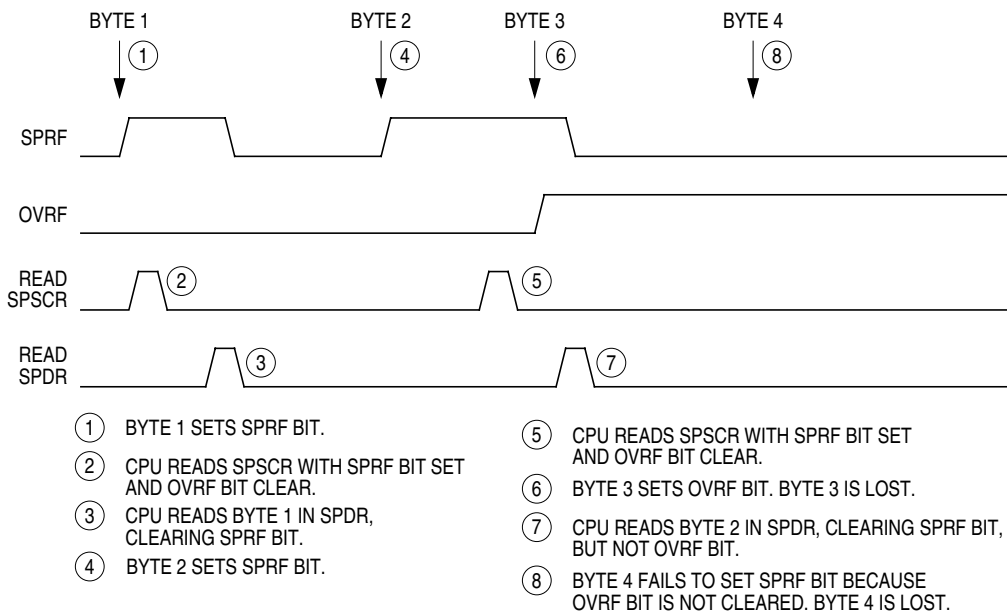 BYTE 1 BYTE 2 BYTE 3 BYTE 4
1 4 6 8
SPRF
OVRF
READ
SPSCR
2 5
READ
SPDR
3 7
1 BYTE 1 SETS SPRF BIT.
2 CPU READS SPSCR WITH SPRF BIT SET
AND OVRF BIT CLEAR.
3 CPU READS BYTE 1 IN SPDR,
CLEARING SPRF BIT.
4 BYTE 2 SETS SPRF BIT.
5 CPU READS SPSCR WITH SPRF BIT SET
AND OVRF BIT CLEAR.
6 BYTE 3 SETS OVRF BIT. BYTE 3 IS LOST.
7 CPU READS BYTE 2 IN SPDR, CLEARING SPRF BIT,
BUT NOT OVRF BIT.
8 BYTE 4 FAILS TO SET SPRF BIT BECAUSE
OVRF BIT IS NOT CLEARED. BYTE 4 IS LOST.